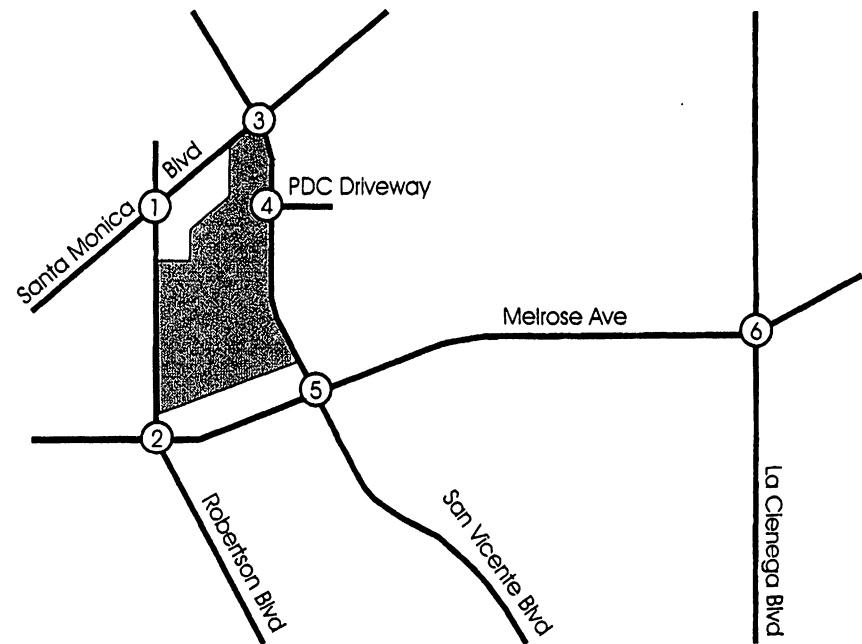 3
Santa Monica Blvd
1
4
PDC Driveway
Melrose Ave
6
5
2
Robertson Blvd
San Vicente Blvd
La Cienega Blvd